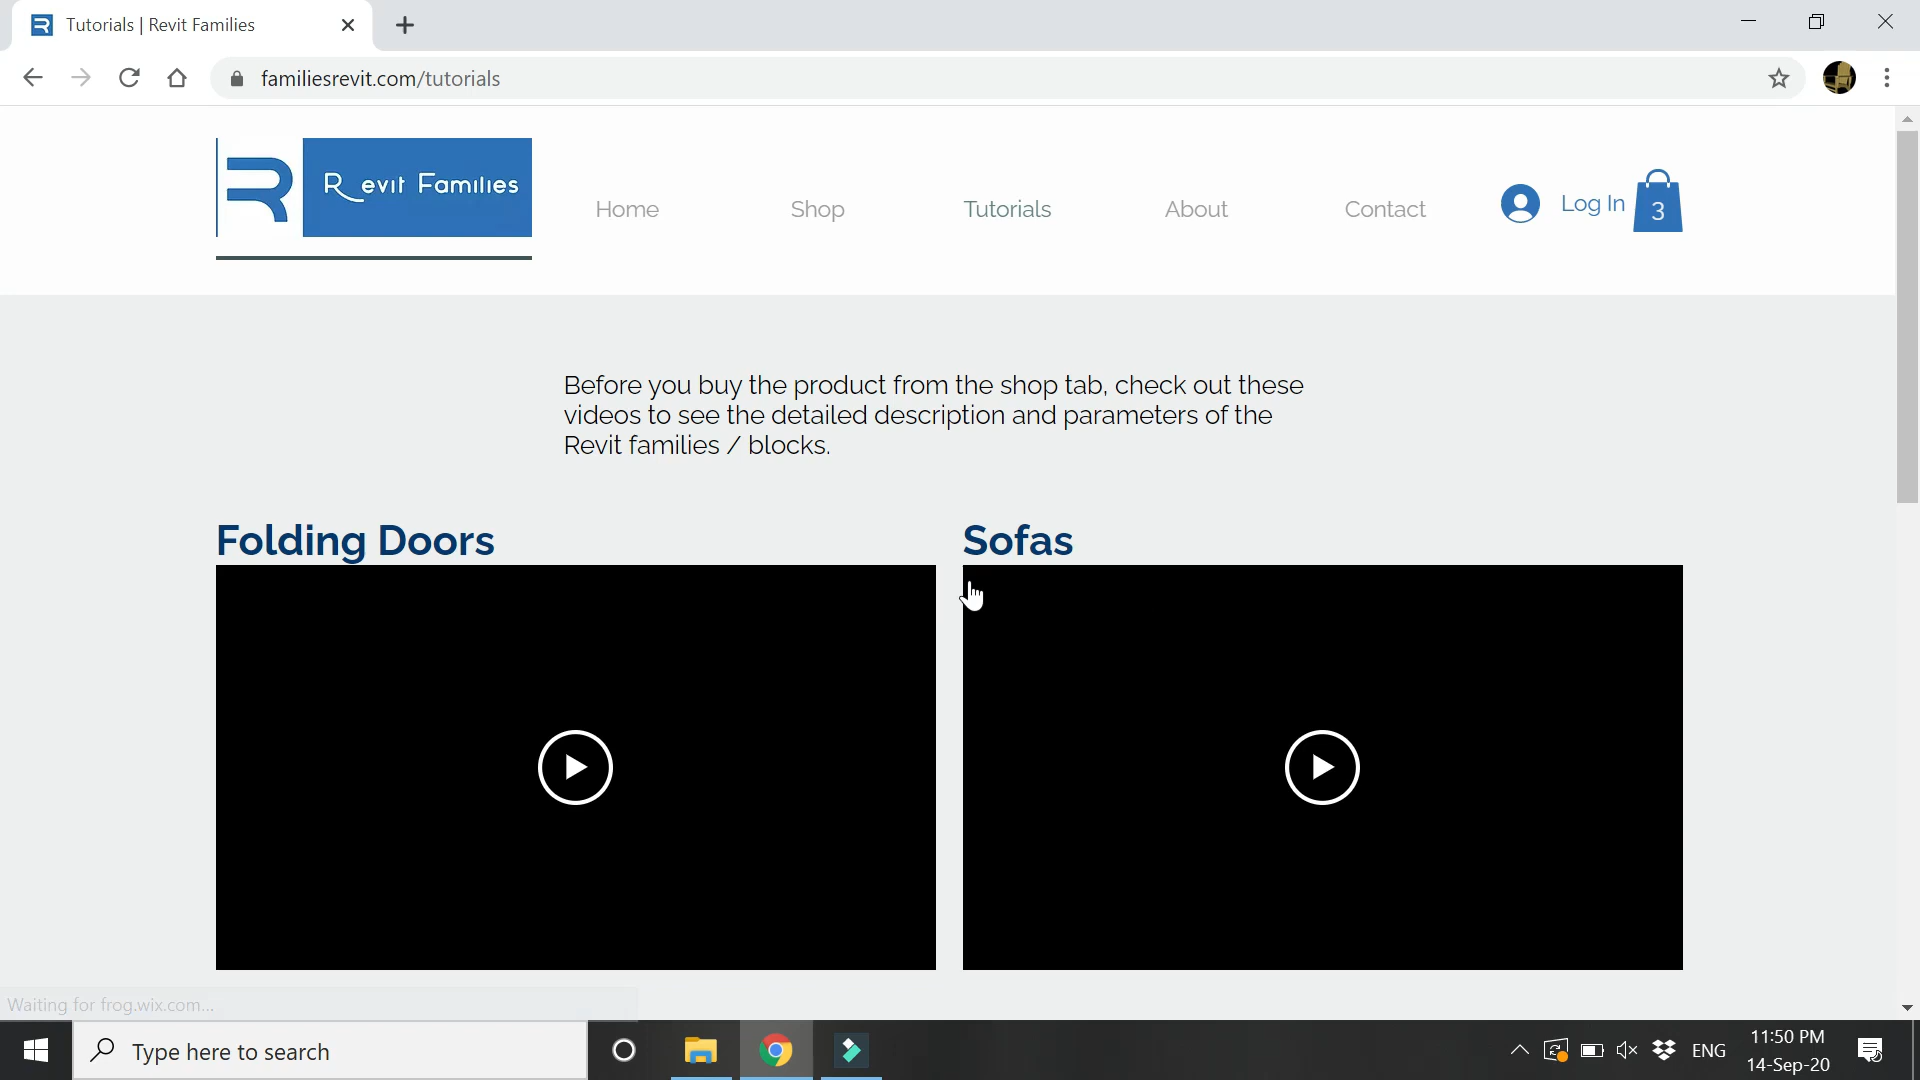 Tutorials | Revit Families
familiesrevit.com/tutorials
Revit Families
Home
Shop
Tutorials
About
Contact
Log In
3
Before you buy the product from the shop tab, check out these
videos to see the detailed description and parameters of the
Revit families / blocks.
Folding Doors
Sofas
Waiting for frog.wix.com...
Type here to search
ENG
11:50 PM
14-Sep-20